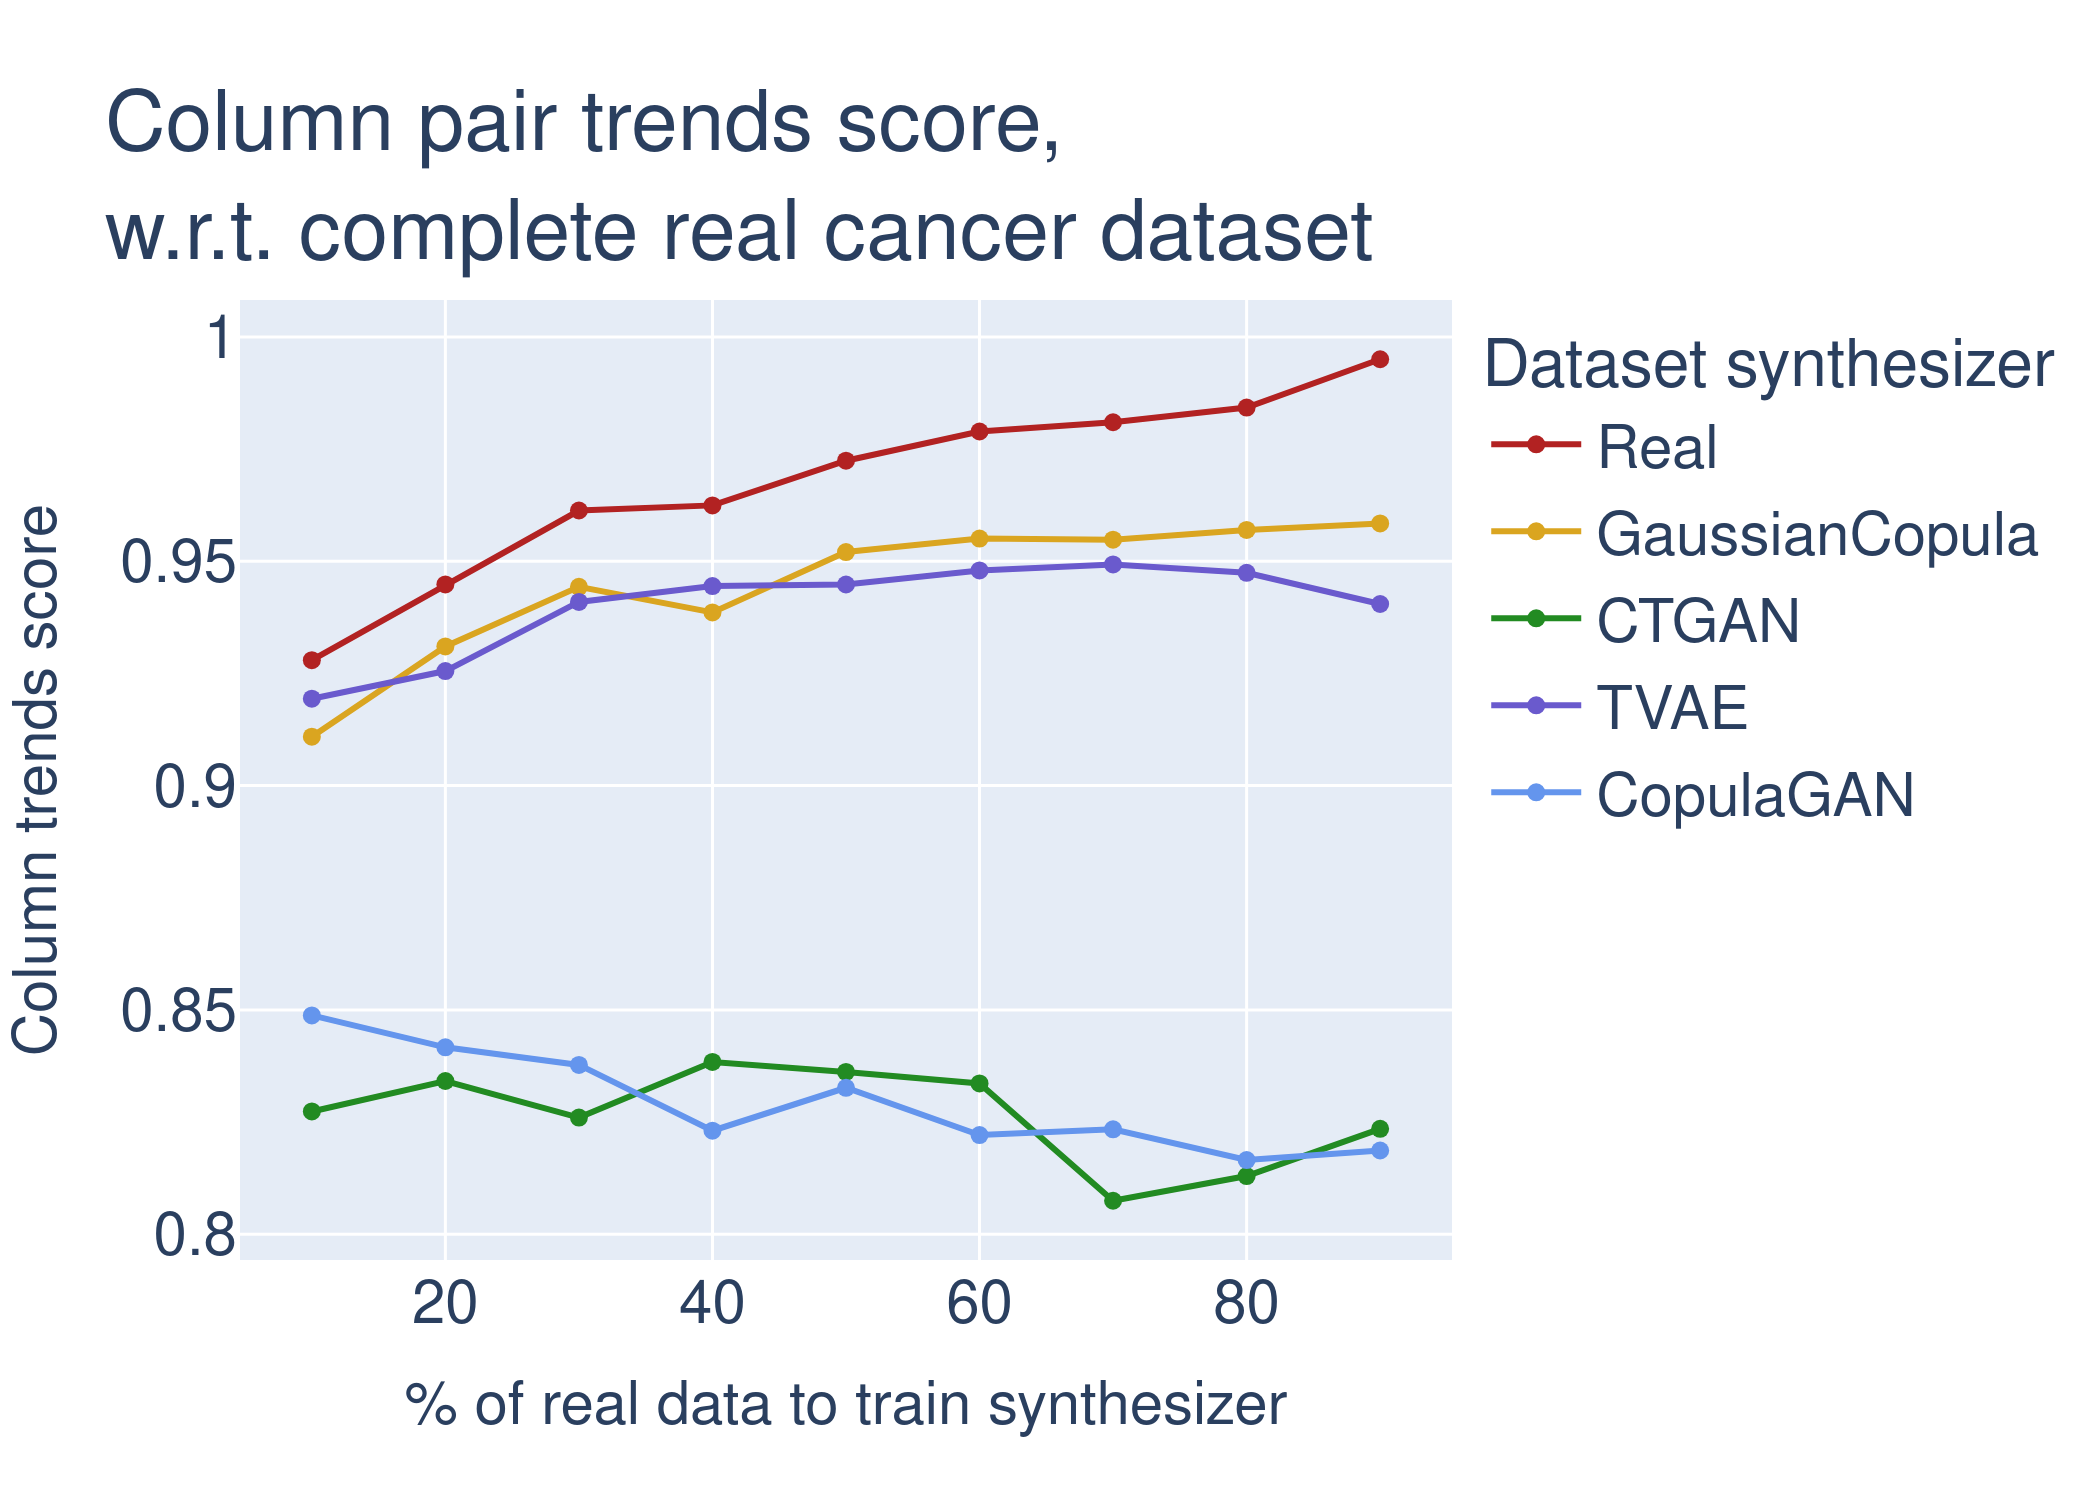 Column pair trends score,
w.r.t. complete real cancer dataset
Column trends score
1
0.95
0.9
0.85
0.8
20 40 60 80
% of real data to train synthesizer
Dataset synthesizer
Real
GaussianCopula
CTGAN
TVAE
CopulaGAN